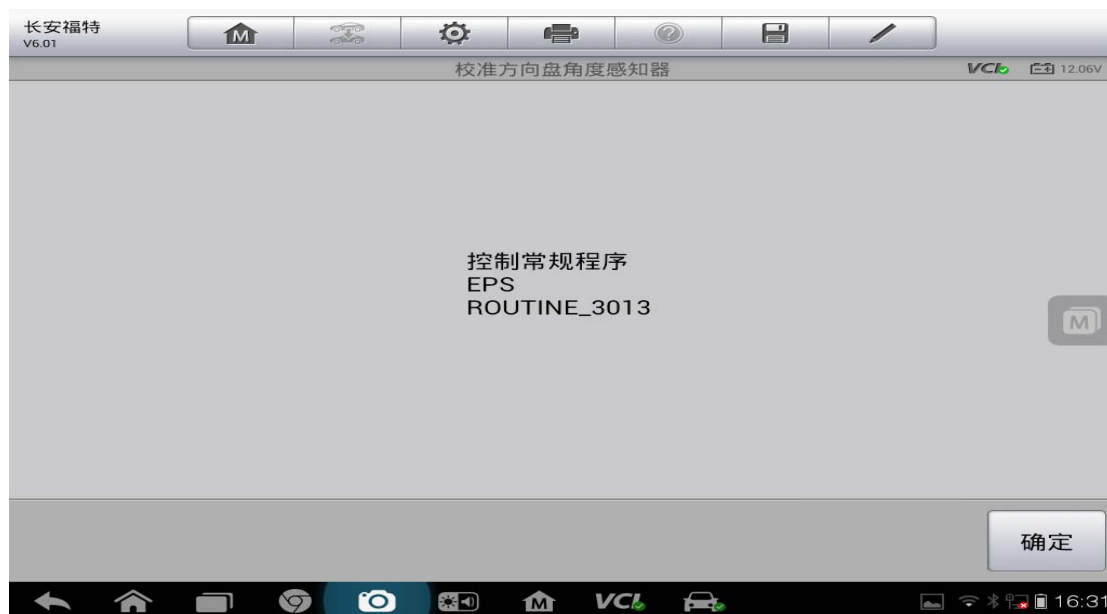 长安福特
V6.01
M
校准方向盘角度感知器
VCI
12.06V
控制常规程序
EPS
ROUTINE_3013
M
确定
M
VCI
16:31